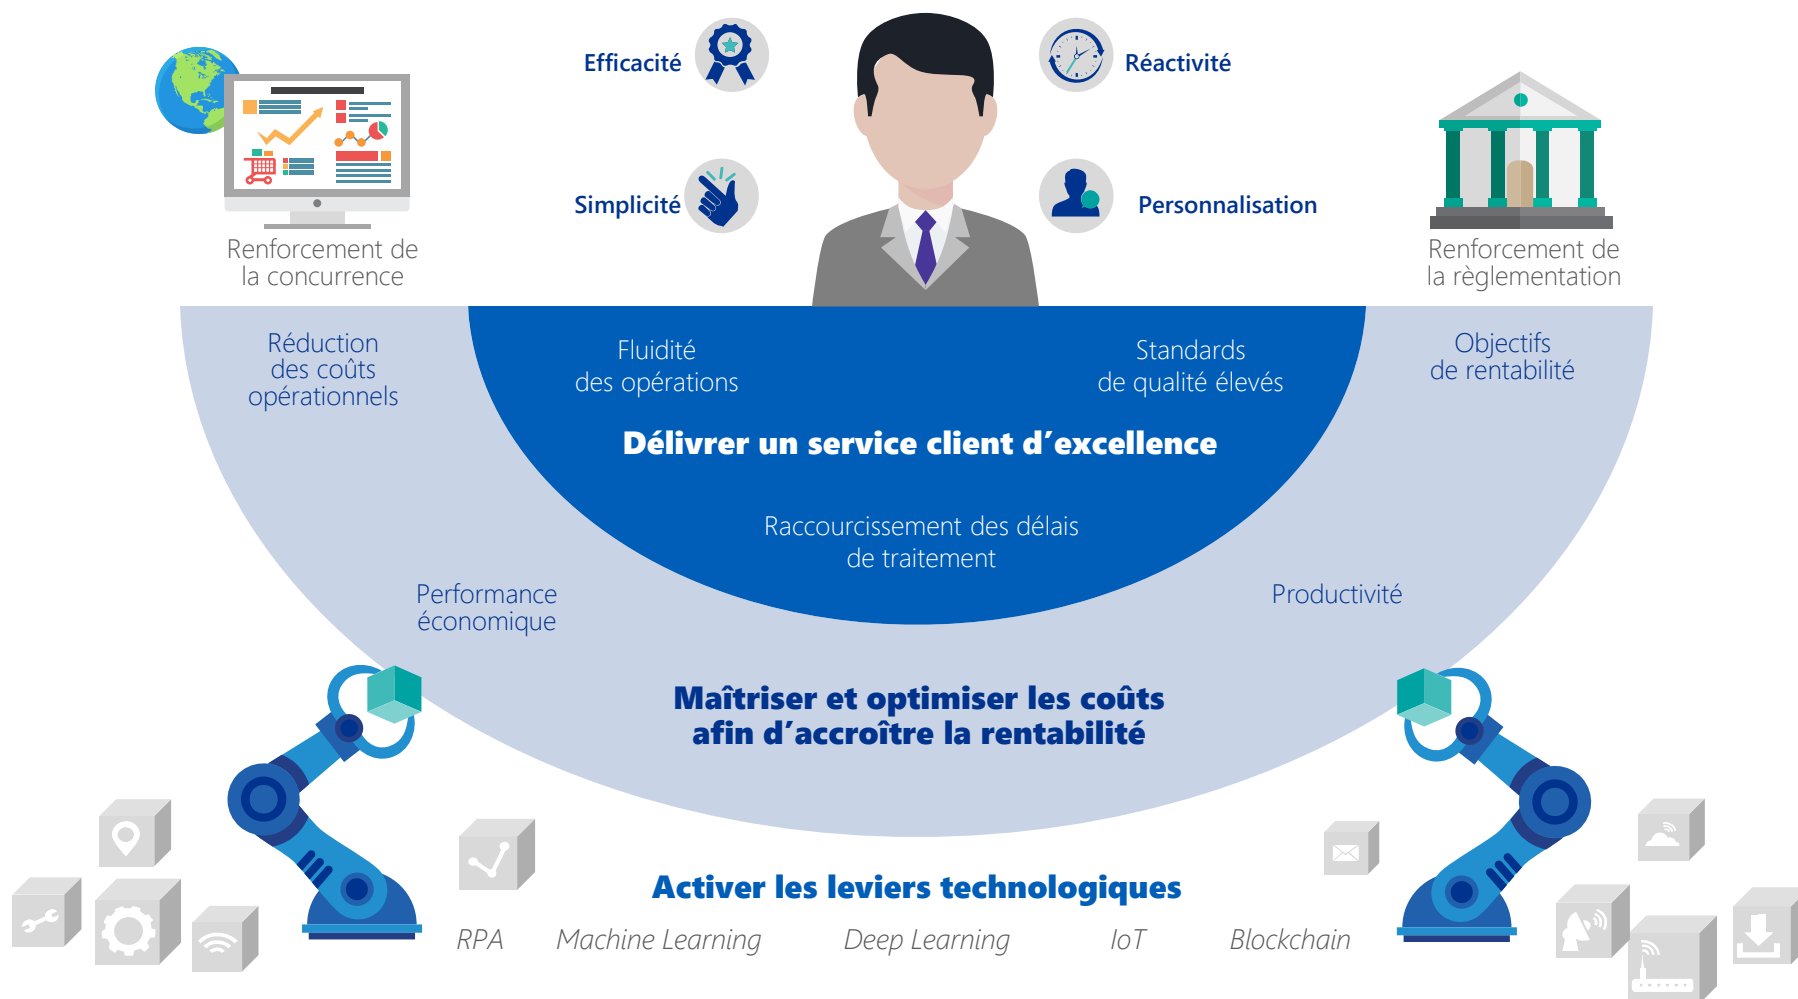 Efficacité
Réactivité
Simplicité
Personnalisation
Renforcement de
la concurrence
Renforcement de
la règlementation
Réduction
des coûts
opérationnels
Fluidité
des opérations
Standards
de qualité élevés
Objectifs
de rentabilité
Délivrer un service client d’excellence
Raccourcissement des délais
de traitement
Performance
économique
Productivité
Maîtriser et optimiser les coûts
afin d’accroître la rentabilité
Activer les leviers technologiques
RPA
Machine Learning
Deep Learning
IoT
Blockchain